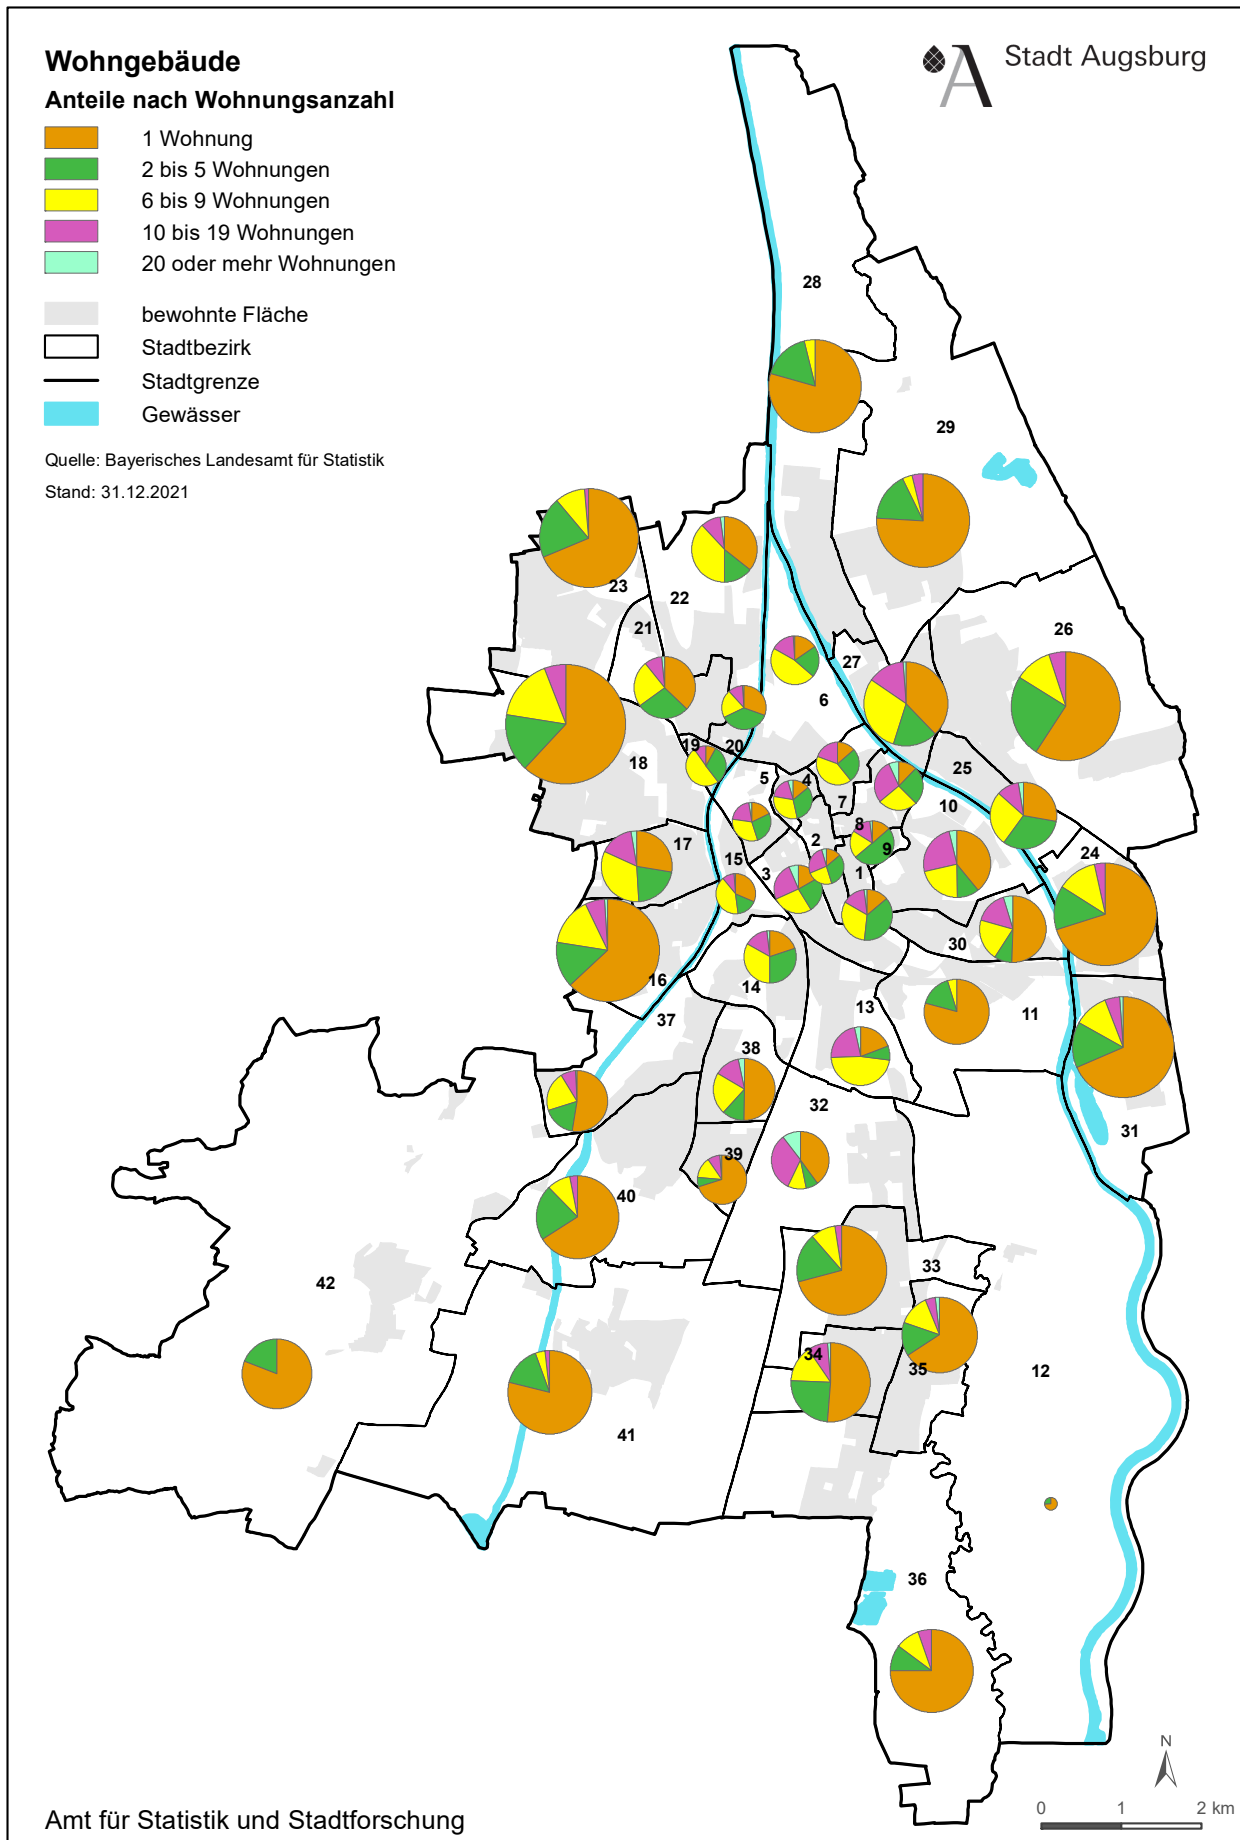 Wohngebäude
Anteile nach Wohnungsanzahl
1 Wohnung
2 bis 5 Wohnungen
6 bis 9 Wohnungen
10 bis 19 Wohnungen
20 oder mehr Wohnungen
bewohnte Fläche
Stadtbezirk
Stadtgrenze
Gewässer
Quelle: Bayerisches Landesamt für Statistik
Stand: 31.12.2021
A Stadt Augsburg
28
29
23
22
21
26
27
6
18
19
20
5
4
7
25
10
8
2
9
17
15
3
1
24
30
16
14
13
11
37
38
32
31
39
40
33
42
34
35
12
41
36
N
0 1 2 km
Amt für Statistik und Stadtforschung